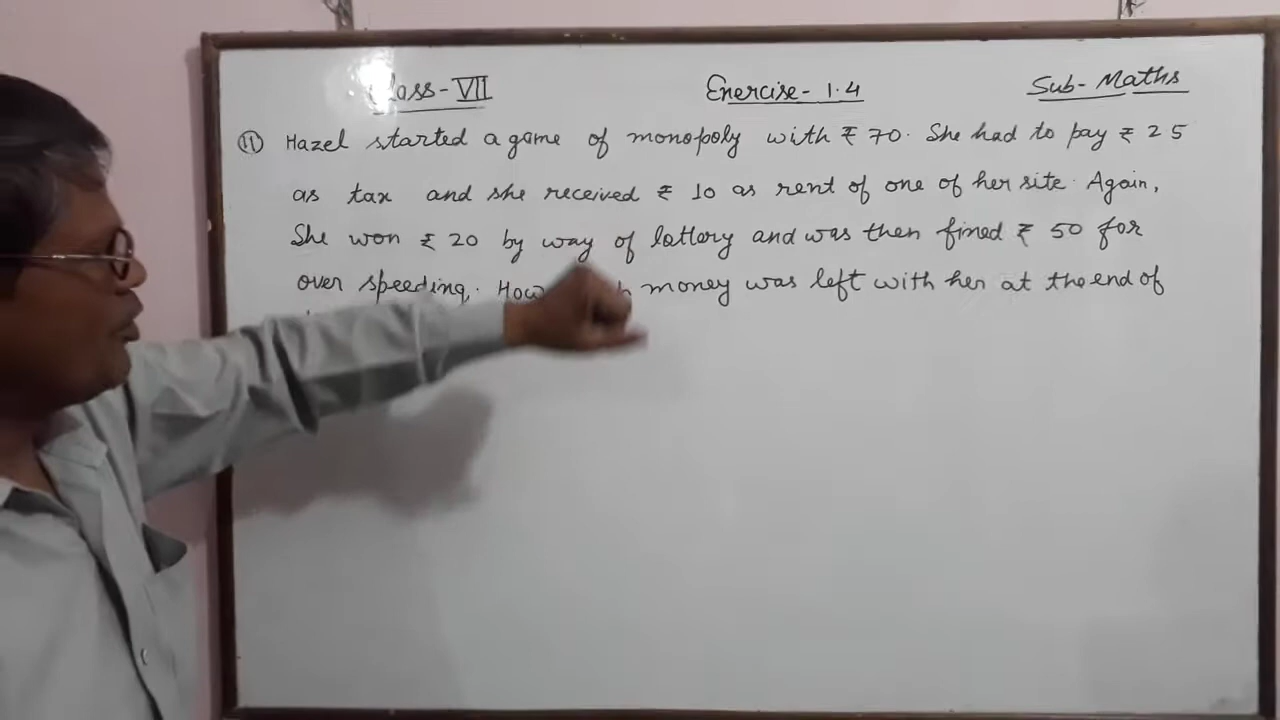 Class - VII Exercise - 1.4 Sub - Maths
(11) Hazel started a game of monopoly with ₹ 70. She had to pay ₹ 25
as tax and she received ₹ 10 as rent of one of her site. Again,
She won ₹ 20 by way of lottery and was then fined ₹ 50 for
over speeding. How money was left with her at the end of